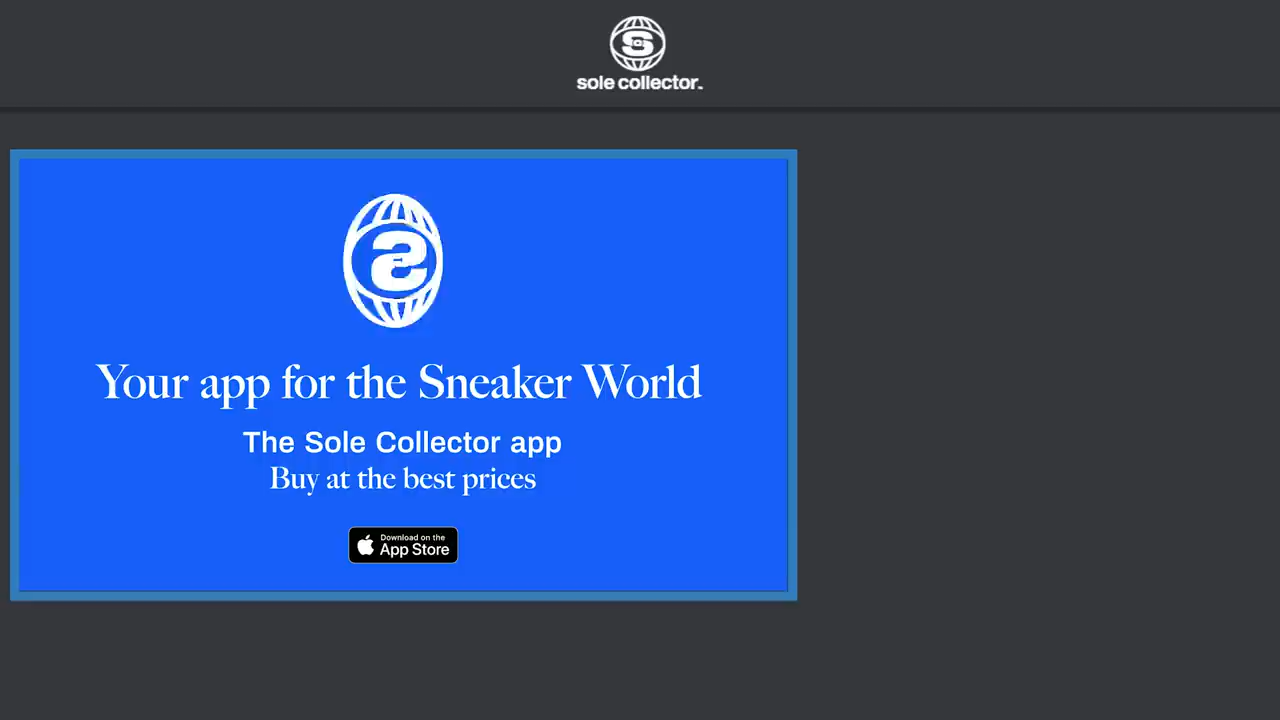 S
sole collector.
S
Your app for the Sneaker World
The Sole Collector app
Buy at the best prices
Download on the
App Store